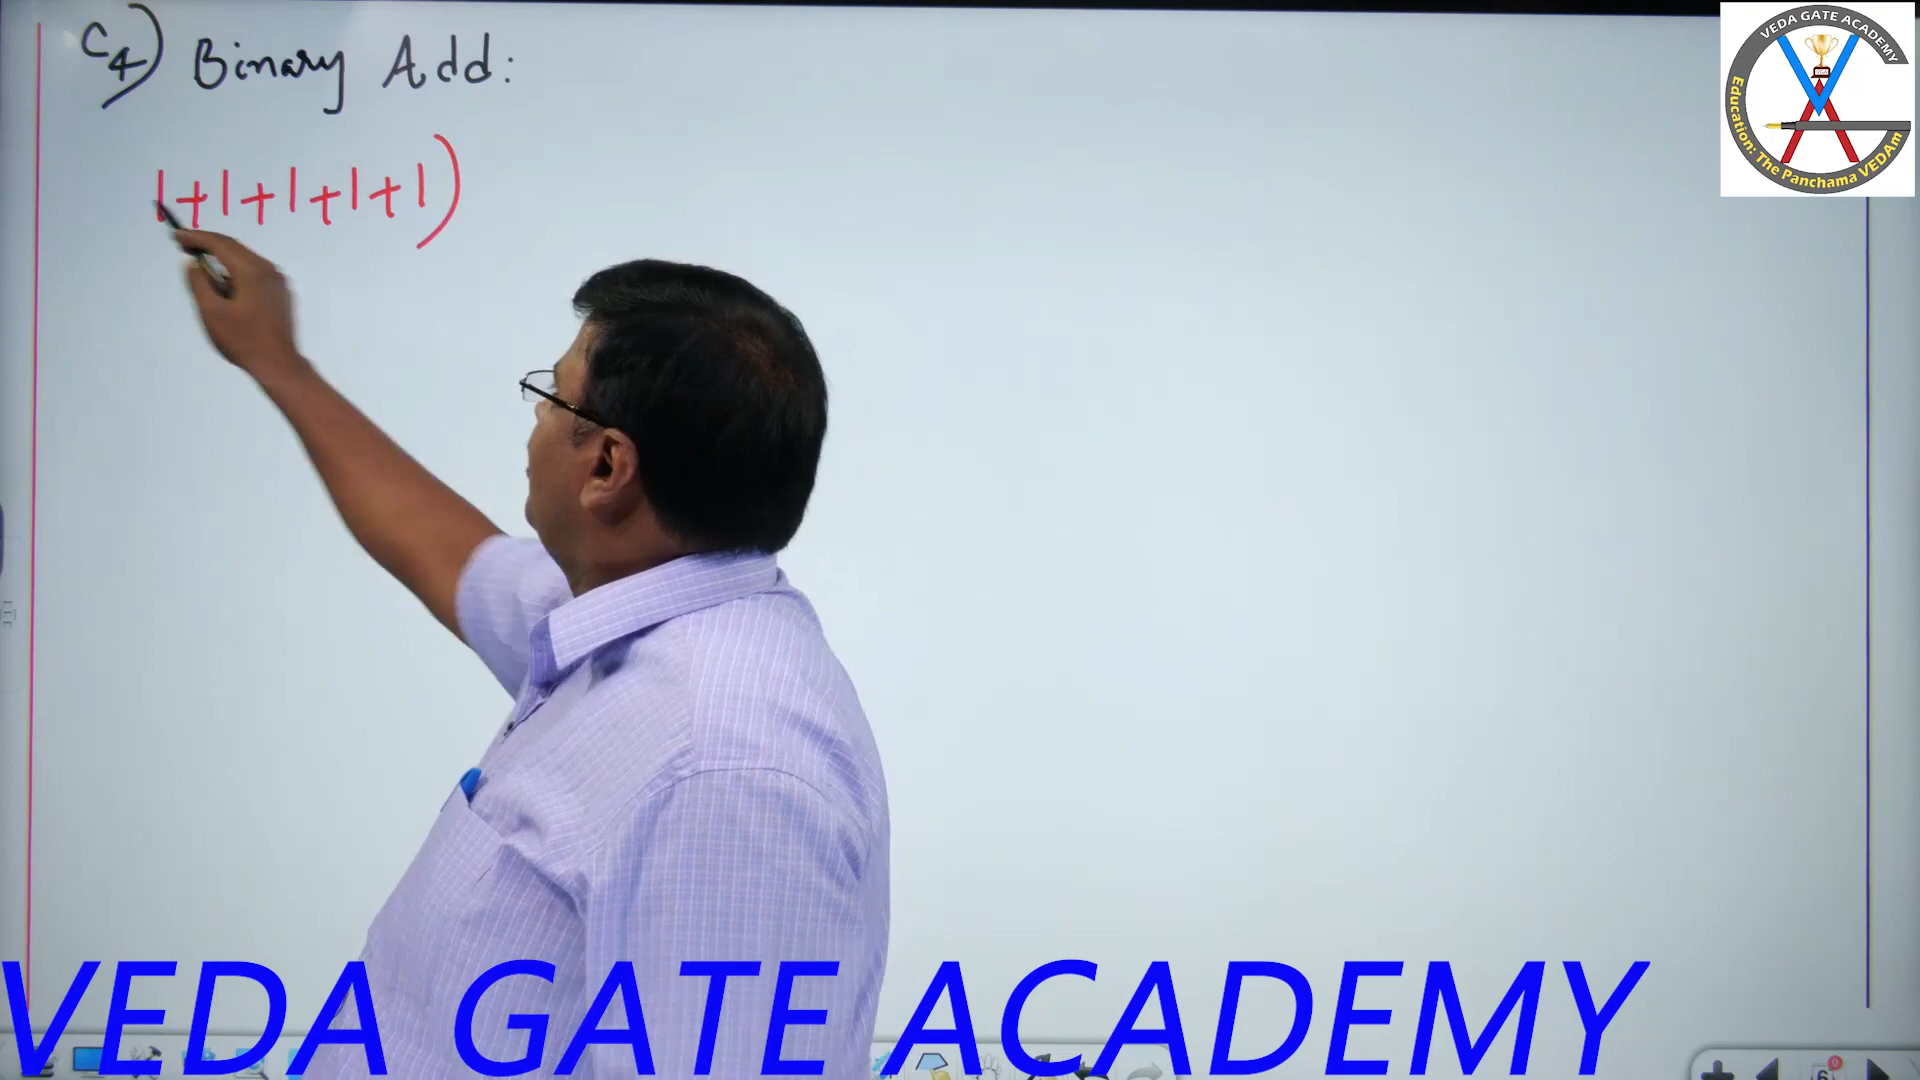 C4) Binary Add:
1+1+1+1+1)
VEDA GATE ACADEMY
Education: The Panchama VEDAm
VEDA GATE ACADEMY